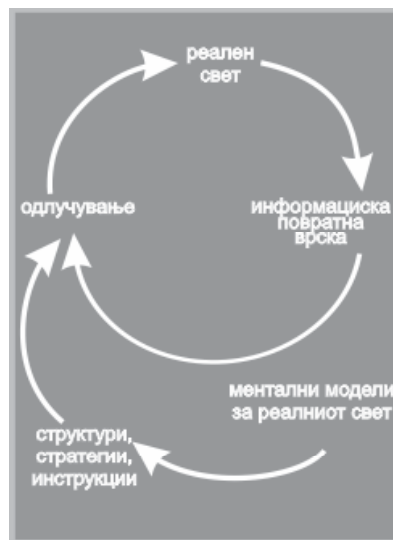 реален
свет
одлучување
информациска
повратна
врска
ментални модели
за реалниот свет
структури,
стратегии,
инструкции